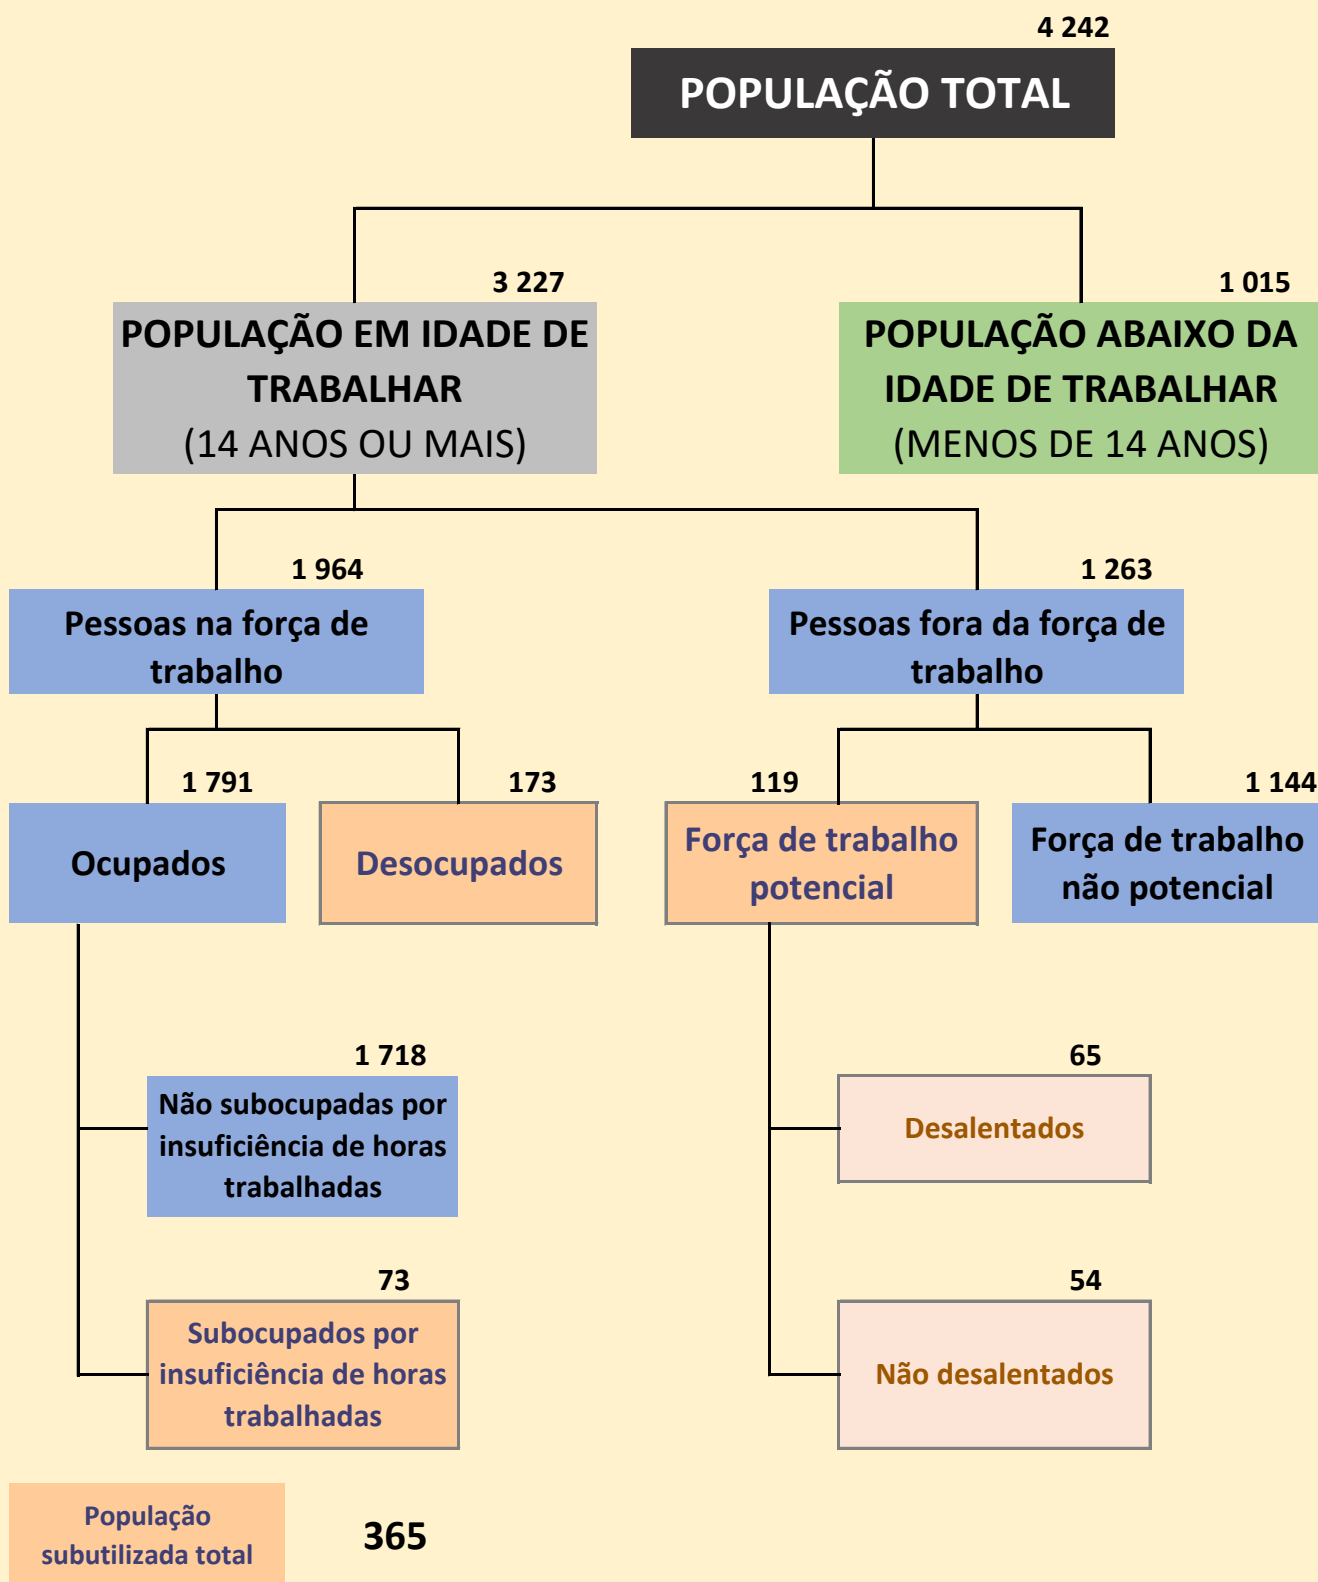 4 242
POPULAÇÃO TOTAL
3 227
POPULAÇÃO EM IDADE DE
TRABALHAR
(14 ANOS OU MAIS)
1 015
POPULAÇÃO ABAIXO DA
IDADE DE TRABALHAR
(MENOS DE 14 ANOS)
1 964
Pessoas na força de
trabalho
1 263
Pessoas fora da força de
trabalho
1 791
Ocupados
173
Desocupados
119
Força de trabalho
potencial
1 144
Força de trabalho
não potencial
1 718
Não subocupadas por
insuficiência de horas
trabalhadas
65
Desalentados
73
Subocupados por
insuficiência de horas
trabalhadas
54
Não desalentados
População
subutilizada total
365